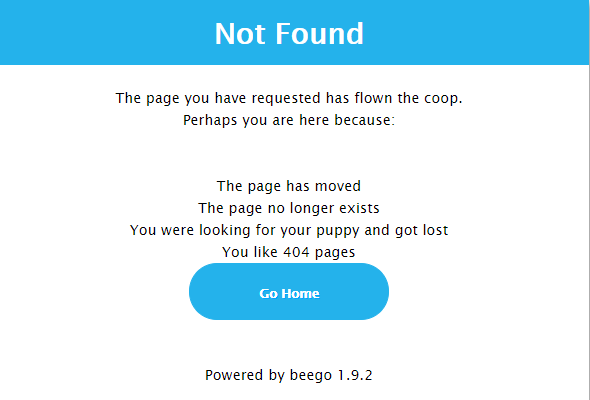 Not Found
The page you have requested has flown the coop.
Perhaps you are here because:
The page has moved
The page no longer exists
You were looking for your puppy and got lost
You like 404 pages
Go Home
Powered by beego 1.9.2